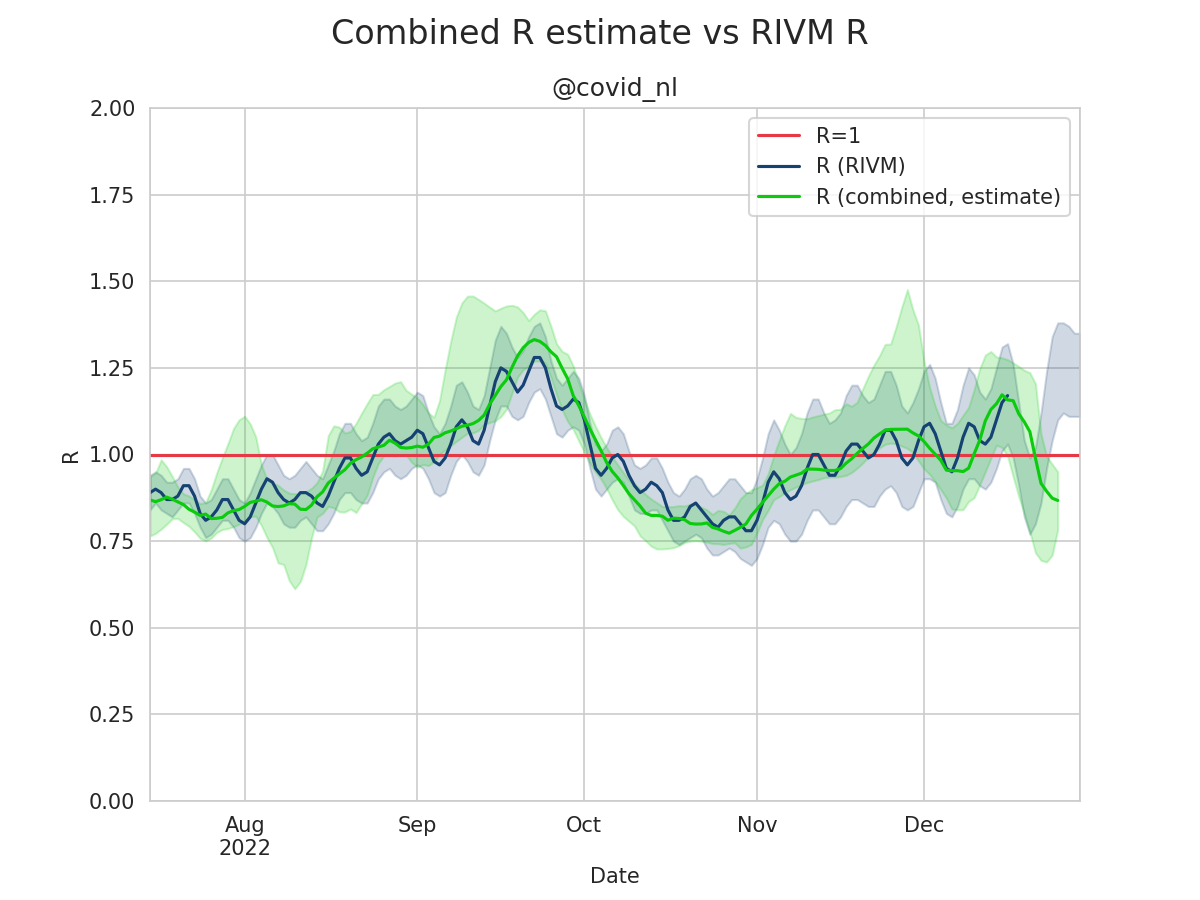 Combined R estimate vs RIVM R
@covid_nl
2.00
1.75
1.50
1.25
1.00
0.75
0.50
0.25
0.00
R
R=1
R (RIVM)
R (combined, estimate)
Aug Sep Oct Nov Dec
2022
Date